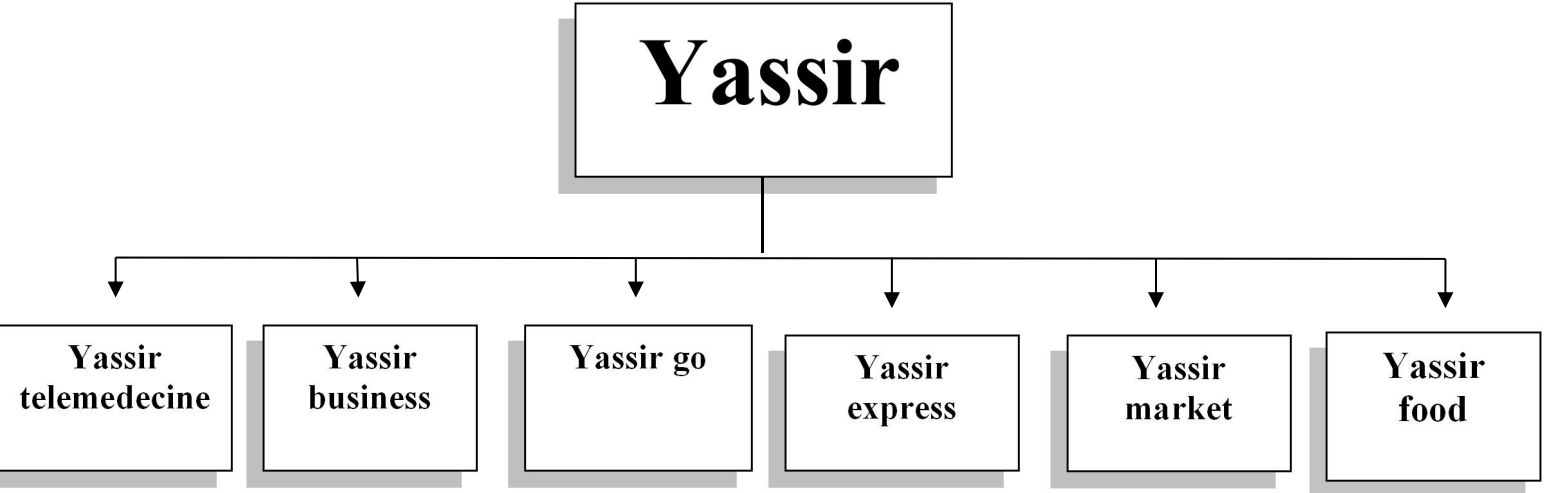 Yassir
Yassir
telemedecine
Yassir
business
Yassir go
Yassir
express
Yassir
market
Yassir
food